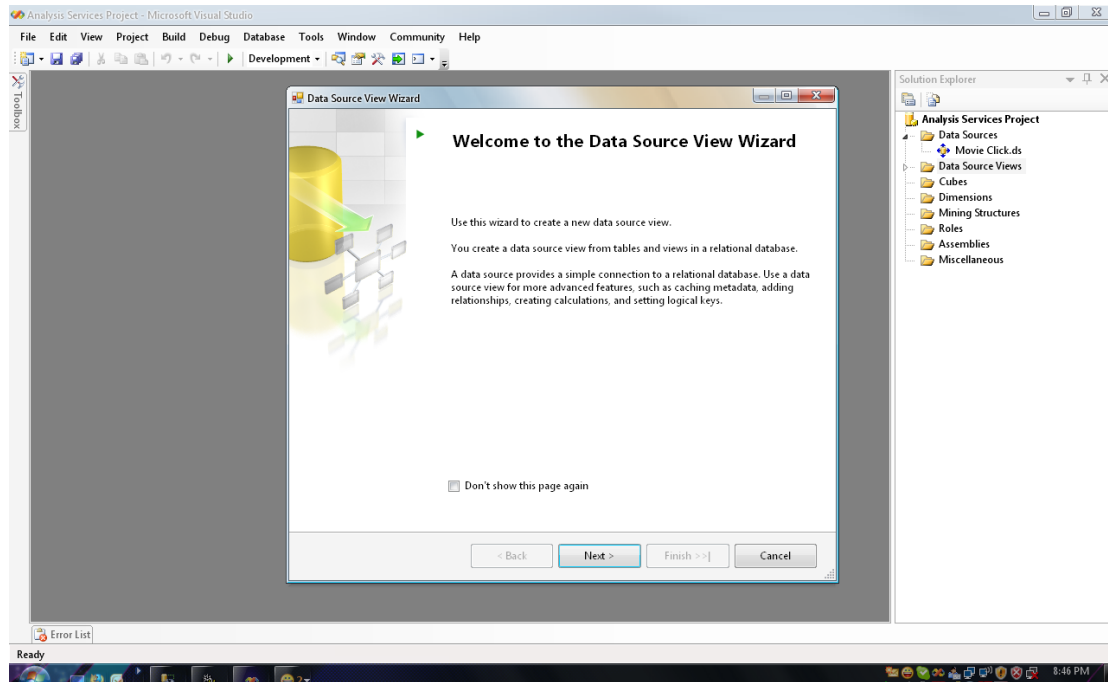 Analysis Services Project - Microsoft Visual Studio
File Edit View Project Build Debug Database Tools Window Community Help
Development
Toolbox
Data Source View Wizard
Welcome to the Data Source View Wizard
Use this wizard to create a new data source view.
You create a data source view from tables and views in a relational database.
A data source provides a simple connection to a relational database. Use a data
source view for more advanced features, such as caching metadata, adding
relationships, creating calculations, and setting logical keys.
Don't show this page again
< Back Next > Finish >>| Cancel
Solution Explorer
Analysis Services Project
Data Sources
Movie Click.ds
Data Source Views
Cubes
Dimensions
Mining Structures
Roles
Assemblies
Miscellaneous
Error List
Ready
2
8:46 PM